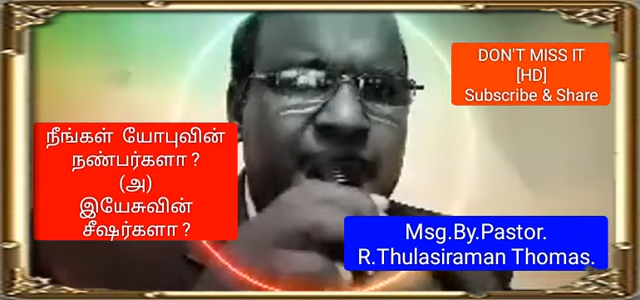 DON'T MISS IT
[HD]
Subscribe & Share
நீங்கள் யோபுவின்
நண்பர்களா ?
(அ)
இயேசுவின்
சீஷர்களா ?
Msg.By.Pastor.
R.Thulasiraman Thomas.